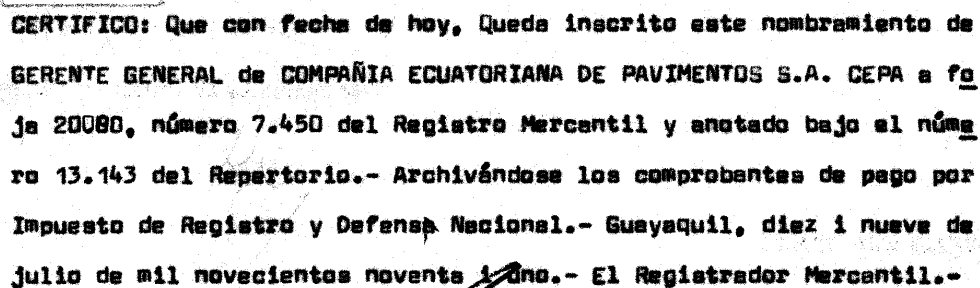 CERTIFICO: Que con fecha de hoy, Queda inscrito este nombramiento de
GERENTE GENERAL de COMPAÑIA ECUATORIANA DE PAVIMENTOS S.A. CEPA a fo
ja 20080, número 7.450 del Registro Mercantil y anotado bajo el núme
ro 13.143 del Repertorio.- Archivándose los comprobantes de pago por
Impuesto de Registro y Defensa Nacional.- Guayaquil, diez i nueve de
julio de mil novecientos noventa i uno.- El Registrador Mercantil.-